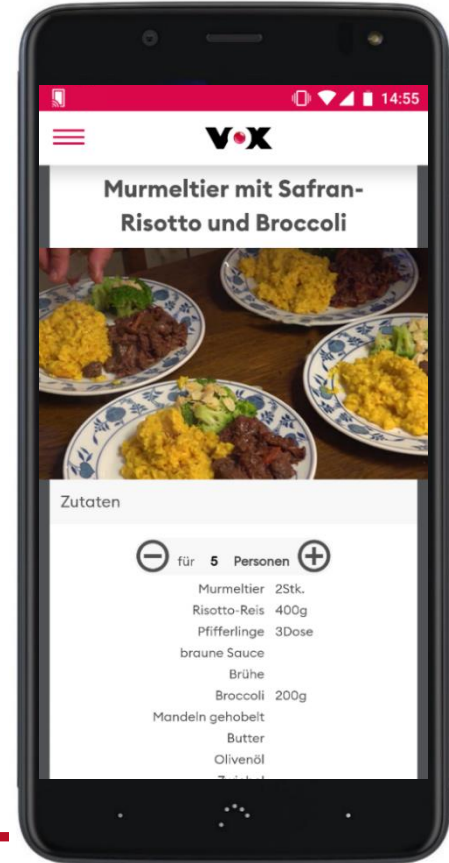 14:55
VOX
Murmeltier mit Safran-
Risotto und Broccoli
Zutaten
für 5 Personen
Murmeltier 2Stk.
Risotto-Reis 400g
Pfifferlinge 3Dose
braune Sauce
Brühe
Broccoli 200g
Mandeln gehobelt
Butter
Olivenöl